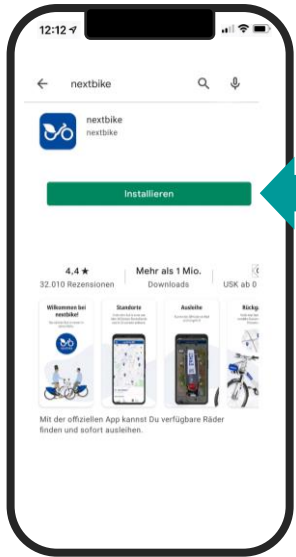 12:12
nextbike
nextbike
nextbike
Installieren
4,4 ★
Mehr als 1 Mio.
32.010 Rezensionen
Downloads
USK ab 0
Willkommen bei
nextbike!
Standorte
Ausleihe
Rückg
Mit der offiziellen App kannst Du verfügbare Räder
finden und sofort ausleihen.